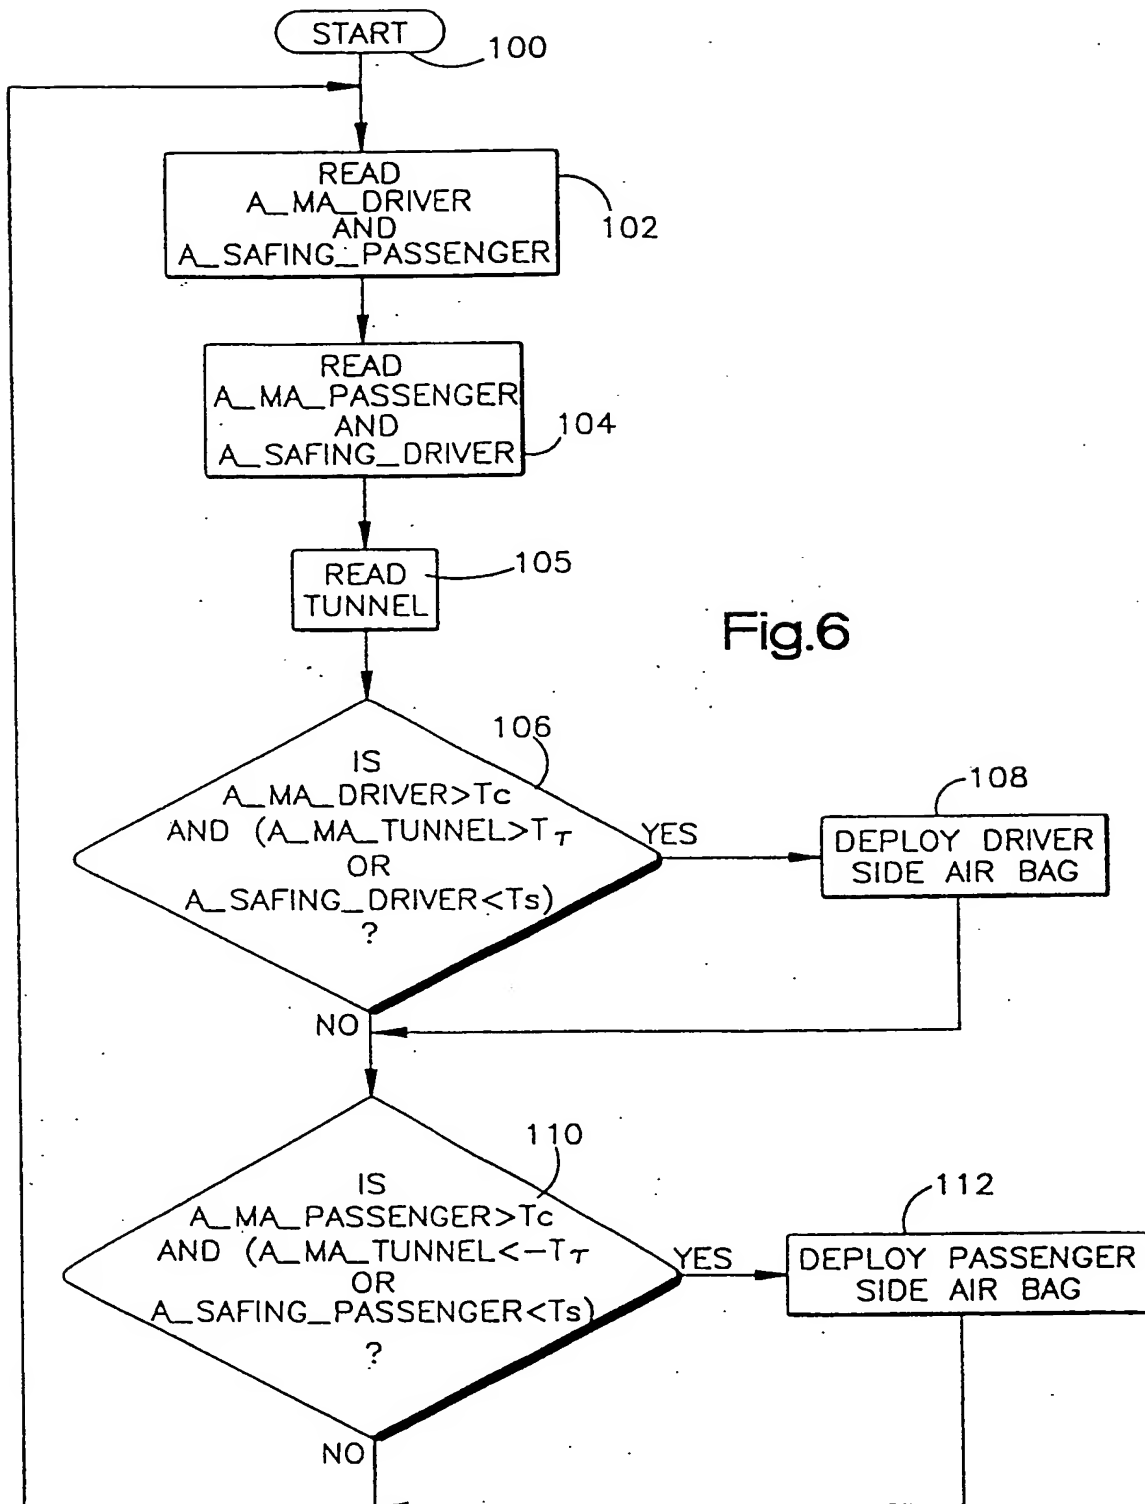 START
100
READ
A_MA_DRIVER
AND
A_SAFING_PASSENGER
102
READ
A_MA_PASSENGER
AND
A_SAFING_DRIVER
104
READ
TUNNEL
105
Fig.6
106
IS
A_MA_DRIVER>Tc
AND (A_MA_TUNNEL>Tτ
OR
A_SAFING_DRIVER<Ts)
?
YES
108
DEPLOY DRIVER
SIDE AIR BAG
NO
110
IS
A_MA_PASSENGER>Tc
AND (A_MA_TUNNEL<-Tτ
OR
A_SAFING_PASSENGER<Ts)
?
YES
112
DEPLOY PASSENGER
SIDE AIR BAG
NO